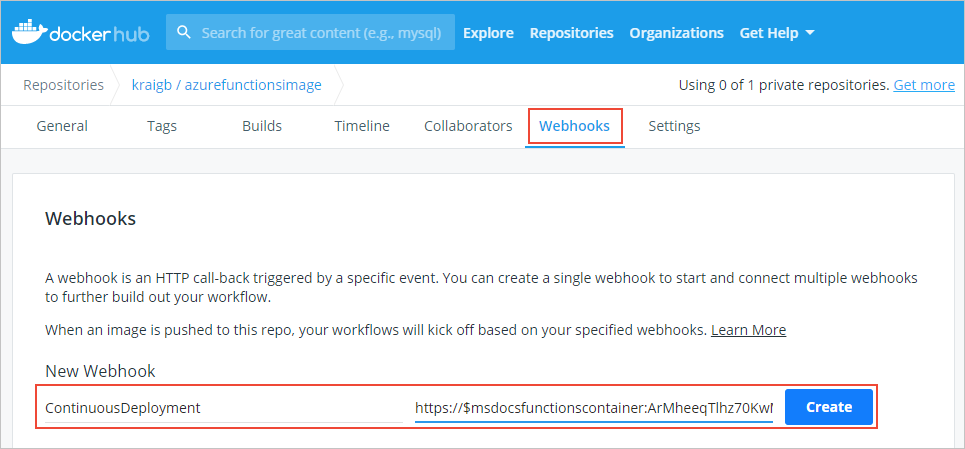 dockerhub
Search for great content (e.g., mysql)
Explore
Repositories
Organizations
Get Help
Repositories
kraigb / azurefunctionsimage
Using 0 of 1 private repositories. Get more
General
Tags
Builds
Timeline
Collaborators
Webhooks
Settings
Webhooks
A webhook is an HTTP call-back triggered by a specific event. You can create a single webhook to start and connect multiple webhooks
to further build out your workflow.
When an image is pushed to this repo, your workflows will kick off based on your specified webhooks. Learn More
New Webhook
ContinuousDeployment
https://$msdocsfunctionscontainer:ArMheeqTlhz70Kw
Create